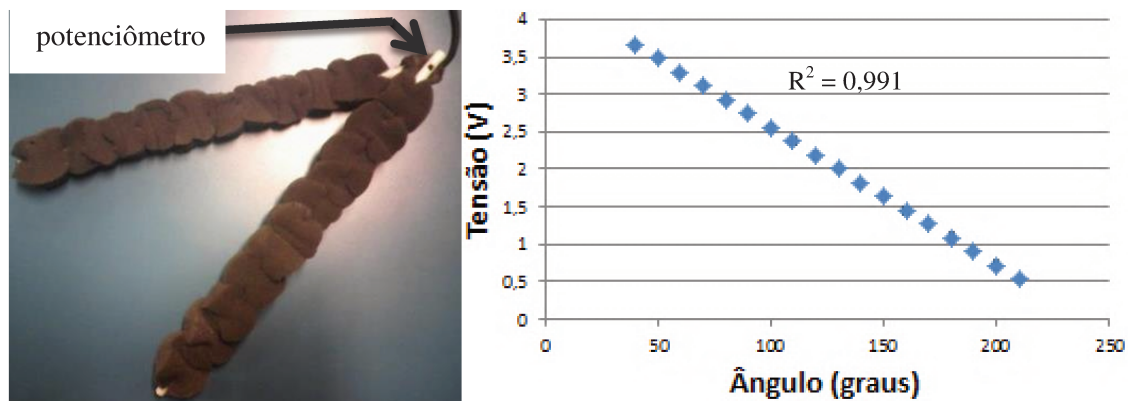 potenciômetro
4
3,5
3
2,5
2
1,5
1
0,5
0
Tensão (V)
R² = 0,991
0 50 100 150 200 250
Ângulo (graus)